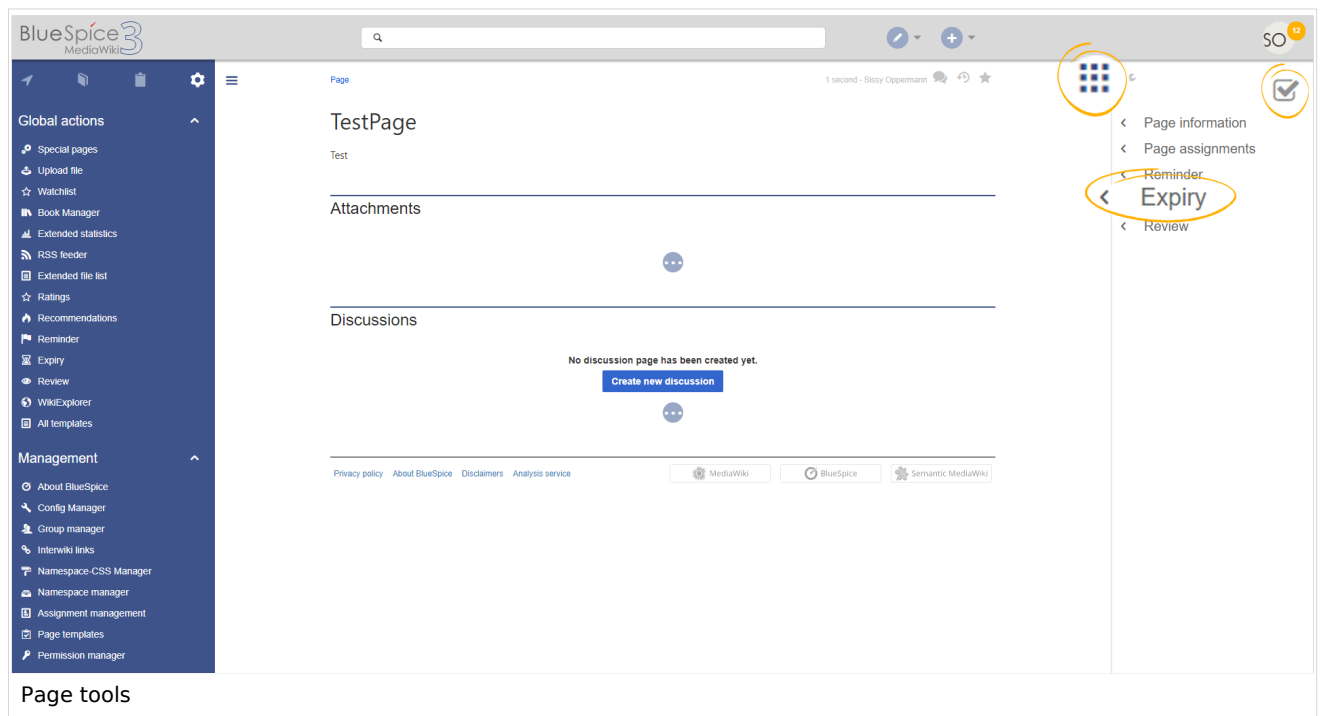 BlueSpice 3
MediaWiki
SO 12
Page
1 second - Sissy Oppermann
Global actions
Special pages
Upload file
Watchlist
Book Manager
Extended statistics
RSS feeder
Extended file list
Ratings
Recommendations
Reminder
Expiry
Review
WikiExplorer
All templates
Management
About BlueSpice
Config Manager
Group manager
Interwiki links
Namespace-CSS Manager
Namespace manager
Assignment management
Page templates
Permission manager
TestPage
Test
Attachments
Discussions
No discussion page has been created yet.
Create new discussion
Privacy policy About BlueSpice Disclaimers Analysis service
MediaWiki BlueSpice Semantic MediaWiki
Page information
Page assignments
Reminder
Expiry
Review
Page tools